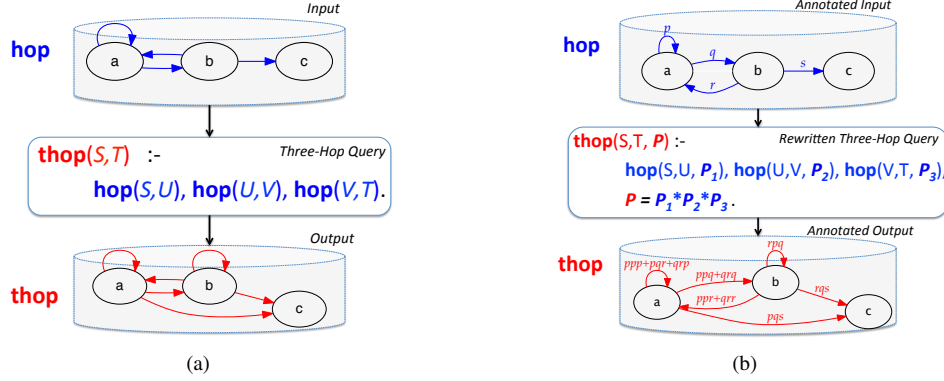 Input
hop
a
b
c
Three-Hop Query
thop(S,T) :-
hop(S,U), hop(U,V), hop(V,T).
Output
thop
a
b
c
(a)
Annotated Input
hop
p
q
r
s
a
b
c
Rewritten Three-Hop Query
thop(S,T, P) :-
hop(S,U, P1), hop(U,V, P2), hop(V,T, P3),
P = P1*P2*P3 .
Annotated Output
thop
rpq
ppp+pqr+qrp
ppq+qrq
ppr+qrr
rqs
pqs
a
b
c
(b)